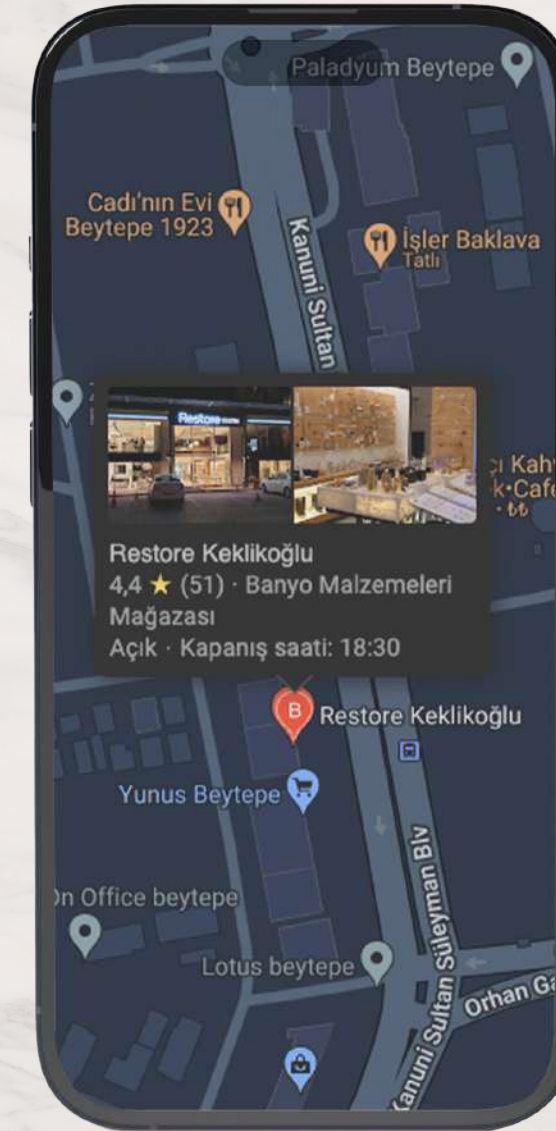 Paladyum Beytepe
Cadı'nın Evi
Beytepe 1923
İşler Baklava
Tatlı
Kanuni Sultan
Restore
Restore Keklikoğlu
4,4 ★ (51) · Banyo Malzemeleri
Mağazası
Açık · Kapanış saati: 18:30
B
Restore Keklikoğlu
Yunus Beytepe
On Office beytepe
Lotus beytepe
Kanuni Sultan Süleyman Blv